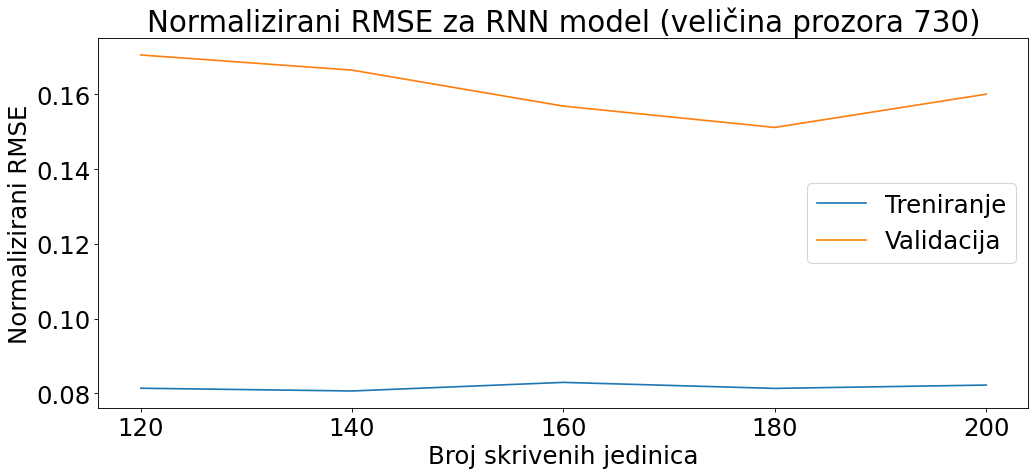 Normalizirani RMSE za RNN model (veličina prozora 730)
Normalizirani RMSE
0.16
0.14
0.12
0.10
0.08
Treniranje
Validacija
120 140 160 180 200
Broj skrivenih jedinica